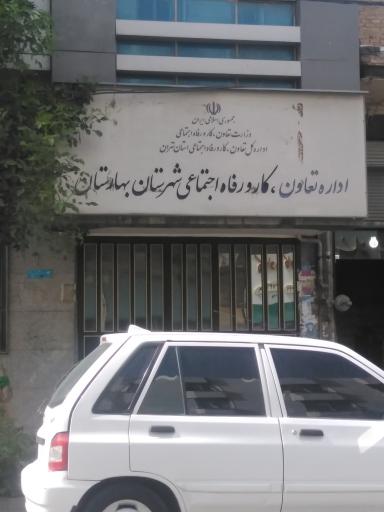 جمهوری اسلامی ایران
وزارت تعاون، کار و رفاه اجتماعی
اداره کل تعاون، کار و رفاه اجتماعی استان تهران
اداره تعاون، کار و رفاه اجتماعی شهرستان بهارستان